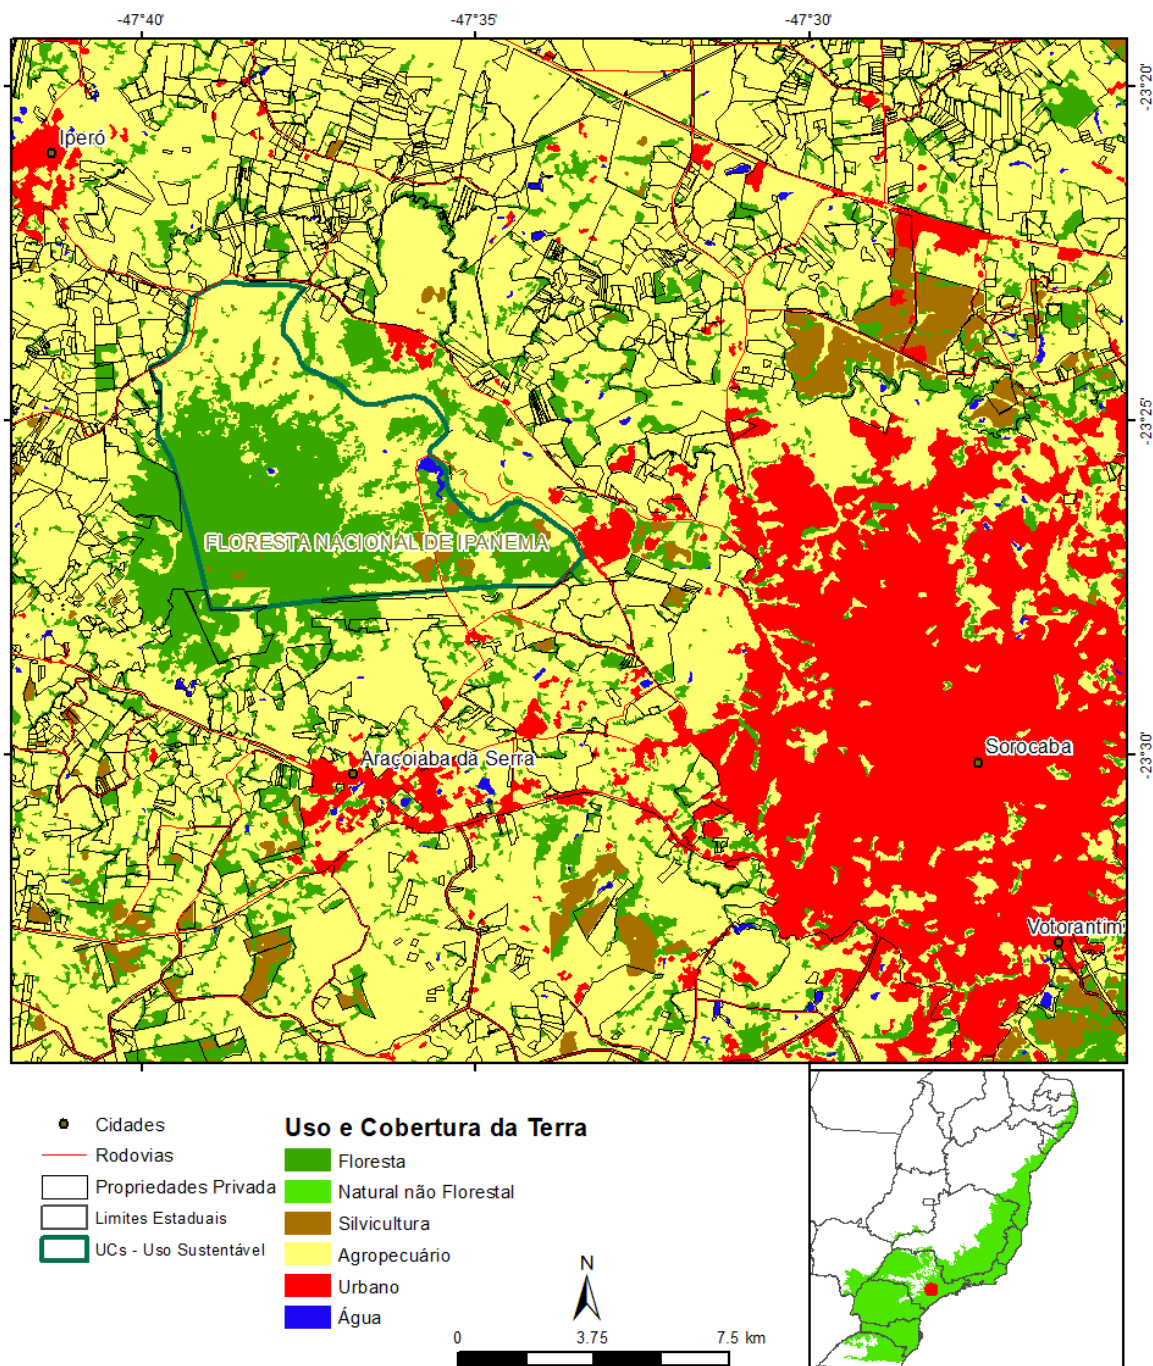 -47°40'
-47°35'
-47°30'
-23°20'
Iperó
-23°25'
FLORESTA NACIONAL DE IPANEMA
Sorocaba
-23°30'
Araçoiaba da Serra
Votorantim
Cidades
Rodovias
Propriedades Privada
Limites Estaduais
UCs - Uso Sustentável
Uso e Cobertura da Terra
Floresta
Natural não Florestal
Silvicultura
Agropecuário
Urbano
Água
N
0 3.75 7.5 km